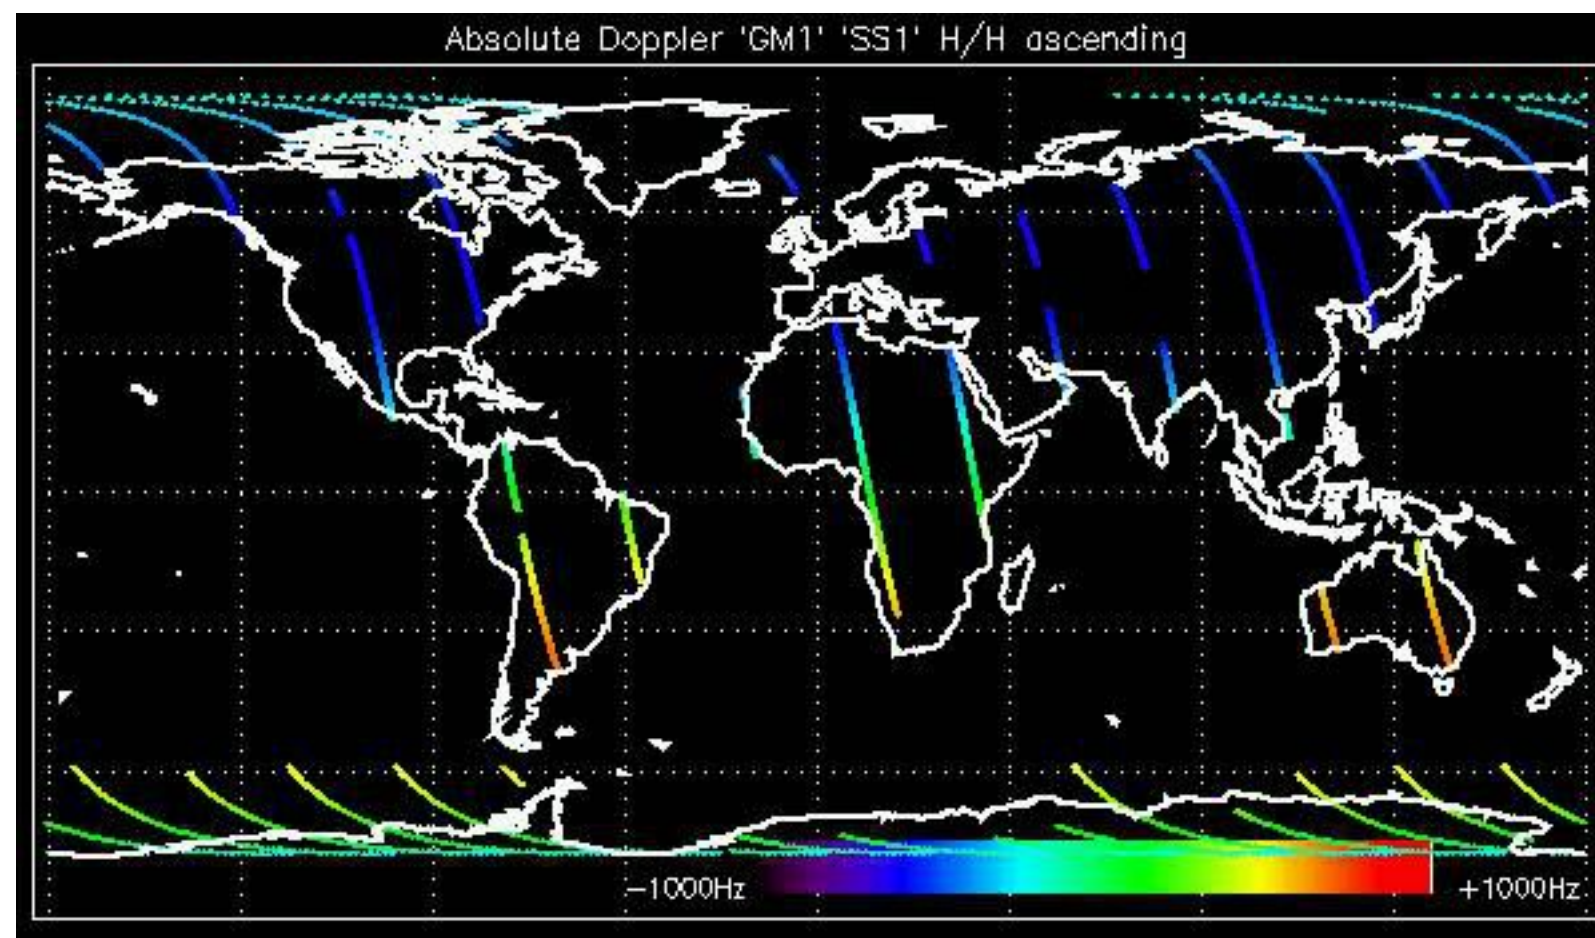 Absolute Doppler 'GM1' 'SS1' H/H ascending
−1000Hz
+1000Hz